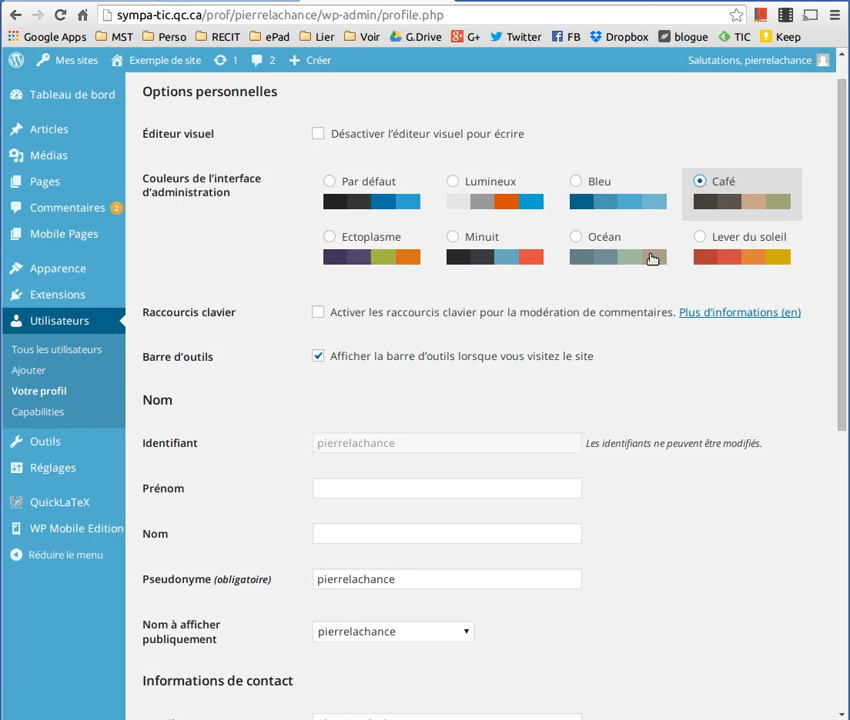 sympa-tic.qc.ca/prof/pierrelachance/wp-admin/profile.php
Google Apps MST Perso RECIT ePad Lier Voir G.Drive G+ Twitter FB Dropbox blogue TIC Keep
Mes sites Exemple de site 1 2 Créer Salutations, pierrelachance
Tableau de bord
Articles
Médias
Pages
Commentaires 2
Mobile Pages
Apparence
Extensions
Utilisateurs
Tous les utilisateurs
Ajouter
Votre profil
Capabilities
Outils
Réglages
QuickLaTeX
WP Mobile Edition
Réduire le menu
Options personnelles
Éditeur visuel Désactiver l’éditeur visuel pour écrire
Couleurs de l’interface
d’administration
Par défaut Lumineux Bleu Café
Ectoplasme Minuit Océan Lever du soleil
Raccourcis clavier Activer les raccourcis clavier pour la modération de commentaires. Plus d’informations (en)
Barre d’outils Afficher la barre d’outils lorsque vous visitez le site
Nom
Identifiant pierrelachance Les identifiants ne peuvent être modifiés.
Prénom
Nom
Pseudonyme (obligatoire) pierrelachance
Nom à afficher
publiquement
pierrelachance
Informations de contact